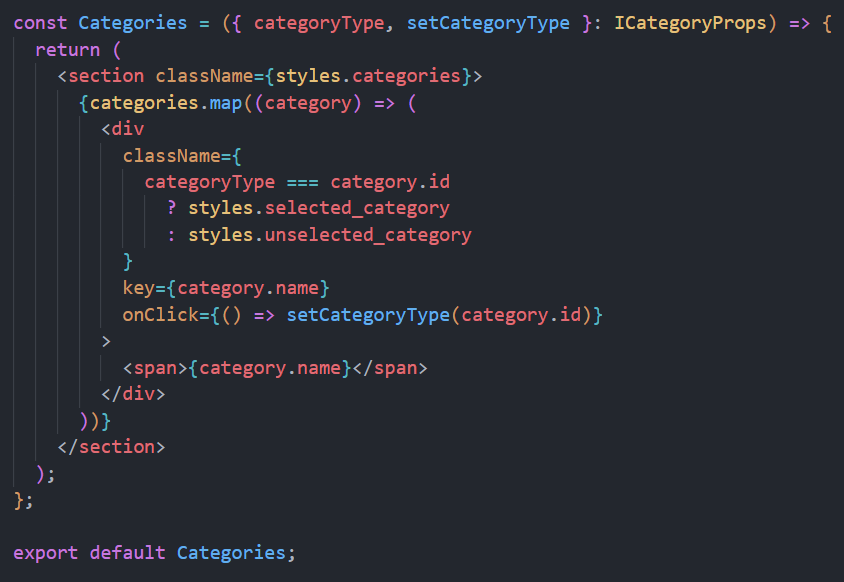 const Categories = ({ categoryType, setCategoryType }: ICategoryProps) => {
  return (
    <section className={styles.categories}>
      {categories.map((category) => (
        <div
          className={
            categoryType === category.id
              ? styles.selected_category
              : styles.unselected_category
          }
          key={category.name}
          onClick={() => setCategoryType(category.id)}
        >
          <span>{category.name}</span>
        </div>
      ))}
    </section>
  );
};

export default Categories;